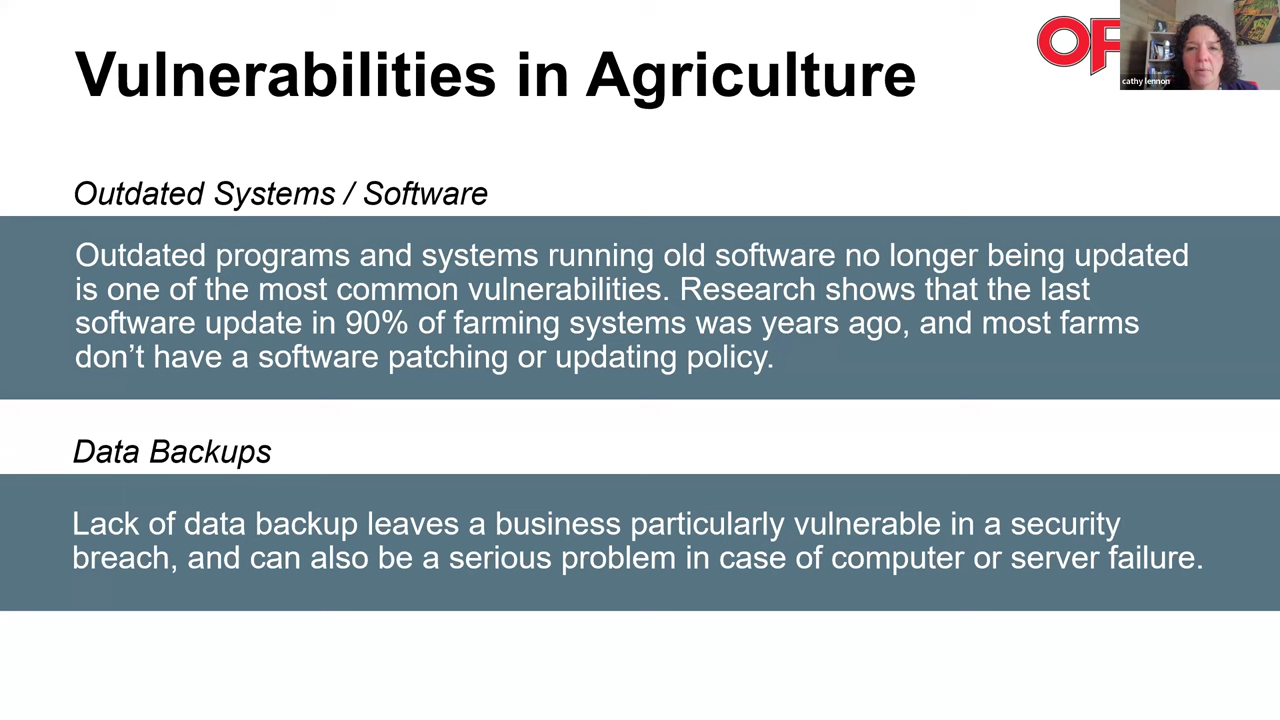 Vulnerabilities in Agriculture
OF
cathy lennon
Outdated Systems / Software
Outdated programs and systems running old software no longer being updated
is one of the most common vulnerabilities. Research shows that the last
software update in 90% of farming systems was years ago, and most farms
don’t have a software patching or updating policy.
Data Backups
Lack of data backup leaves a business particularly vulnerable in a security
breach, and can also be a serious problem in case of computer or server failure.